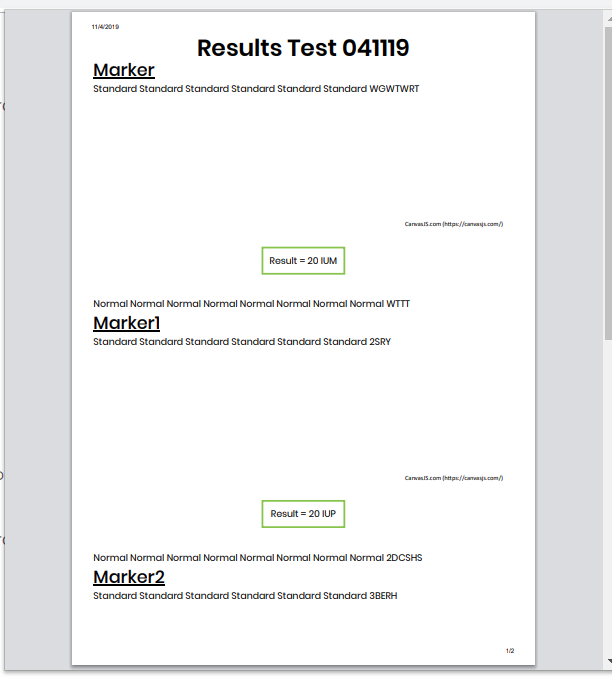 11/4/2019
Results Test 041119
Marker
Standard Standard Standard Standard Standard Standard WGWTWRT
CanvasJS.com (https://canvasjs.com/)
Result = 20 IUM
Normal Normal Normal Normal Normal Normal Normal Normal WTTT
Marker1
Standard Standard Standard Standard Standard Standard 2SRY
CanvasJS.com (https://canvasjs.com/)
Result = 20 IUP
Normal Normal Normal Normal Normal Normal Normal Normal 2DCSHS
Marker2
Standard Standard Standard Standard Standard Standard 3BERH
1/2